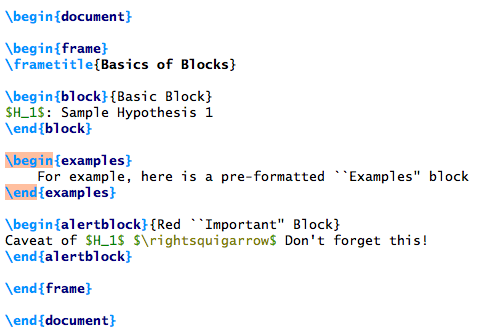 \begin{document}
\begin{frame}
\frametitle{Basics of Blocks}
\begin{block}{Basic Block}
$H_1$: Sample Hypothesis 1
\end{block}
\begin{examples}
For example, here is a pre-formatted ``Examples" block
\end{examples}
\begin{alertblock}{Red ``Important" Block}
Caveat of $H_1$ $\rightsquigarrow$ Don't forget this!
\end{alertblock}
\end{frame}
\end{document}